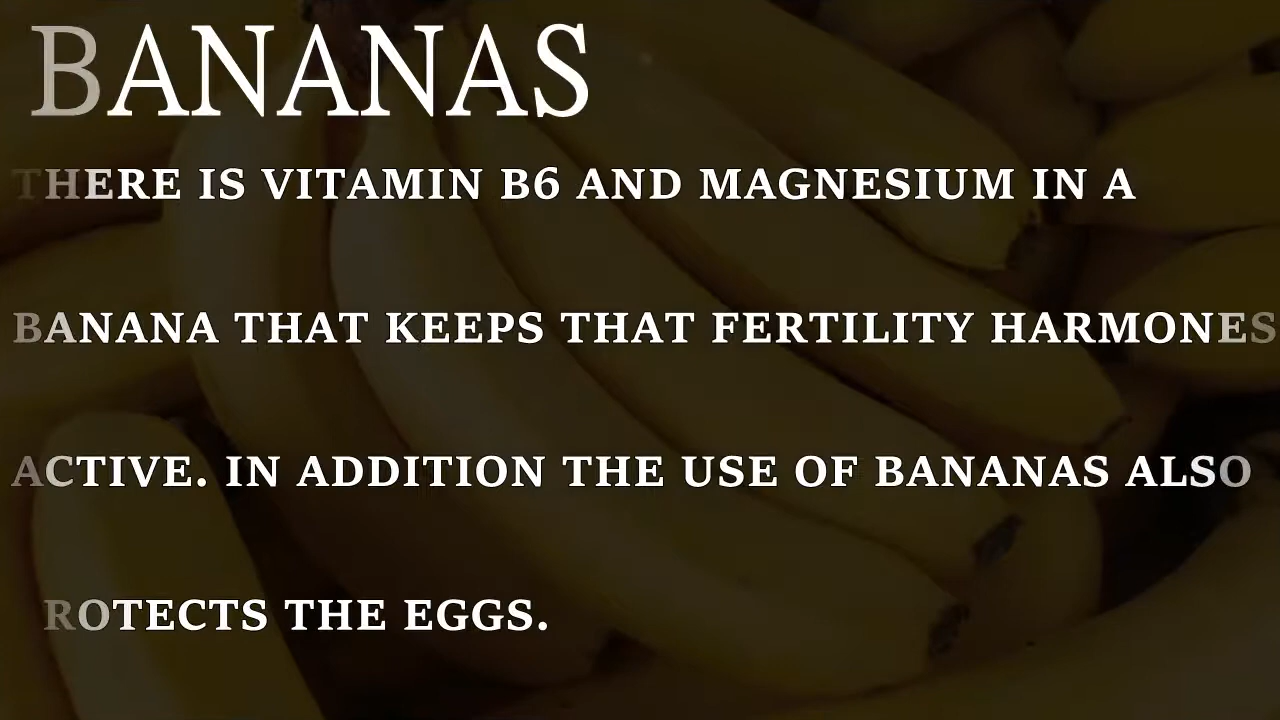 BANANAS
THERE IS VITAMIN B6 AND MAGNESIUM IN A
BANANA THAT KEEPS THAT FERTILITY HARMONES
ACTIVE. IN ADDITION THE USE OF BANANAS ALSO
ROTECTS THE EGGS.